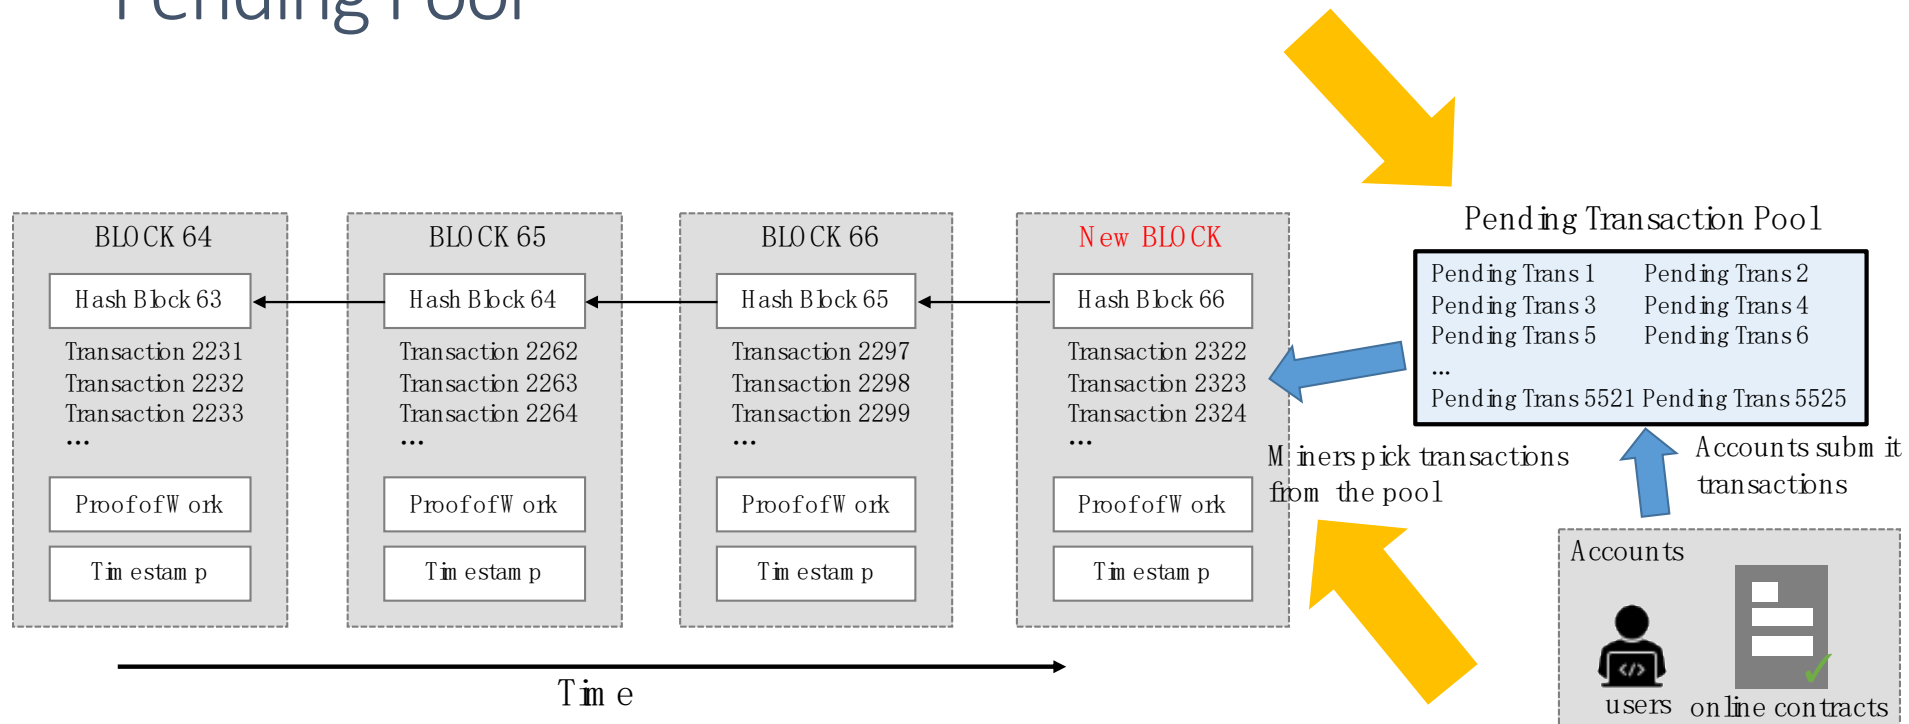 Pending Pool
BLOCK 64
Hash Block 63
Transaction 2231
Transaction 2232
Transaction 2233
...
Proof of Work
Timestamp
BLOCK 65
Hash Block 64
Transaction 2262
Transaction 2263
Transaction 2264
...
Proof of Work
Timestamp
BLOCK 66
Hash Block 65
Transaction 2297
Transaction 2298
Transaction 2299
...
Proof of Work
Timestamp
New BLOCK
Hash Block 66
Transaction 2322
Transaction 2323
Transaction 2324
...
Proof of Work
Timestamp
Time
Pending Transaction Pool
Pending Trans 1 Pending Trans 2
Pending Trans 3 Pending Trans 4
Pending Trans 5 Pending Trans 6
...
Pending Trans 5521 Pending Trans 5525
Miners pick transactions
from the pool
Accounts submit
transactions
Accounts
</>
users
online contracts